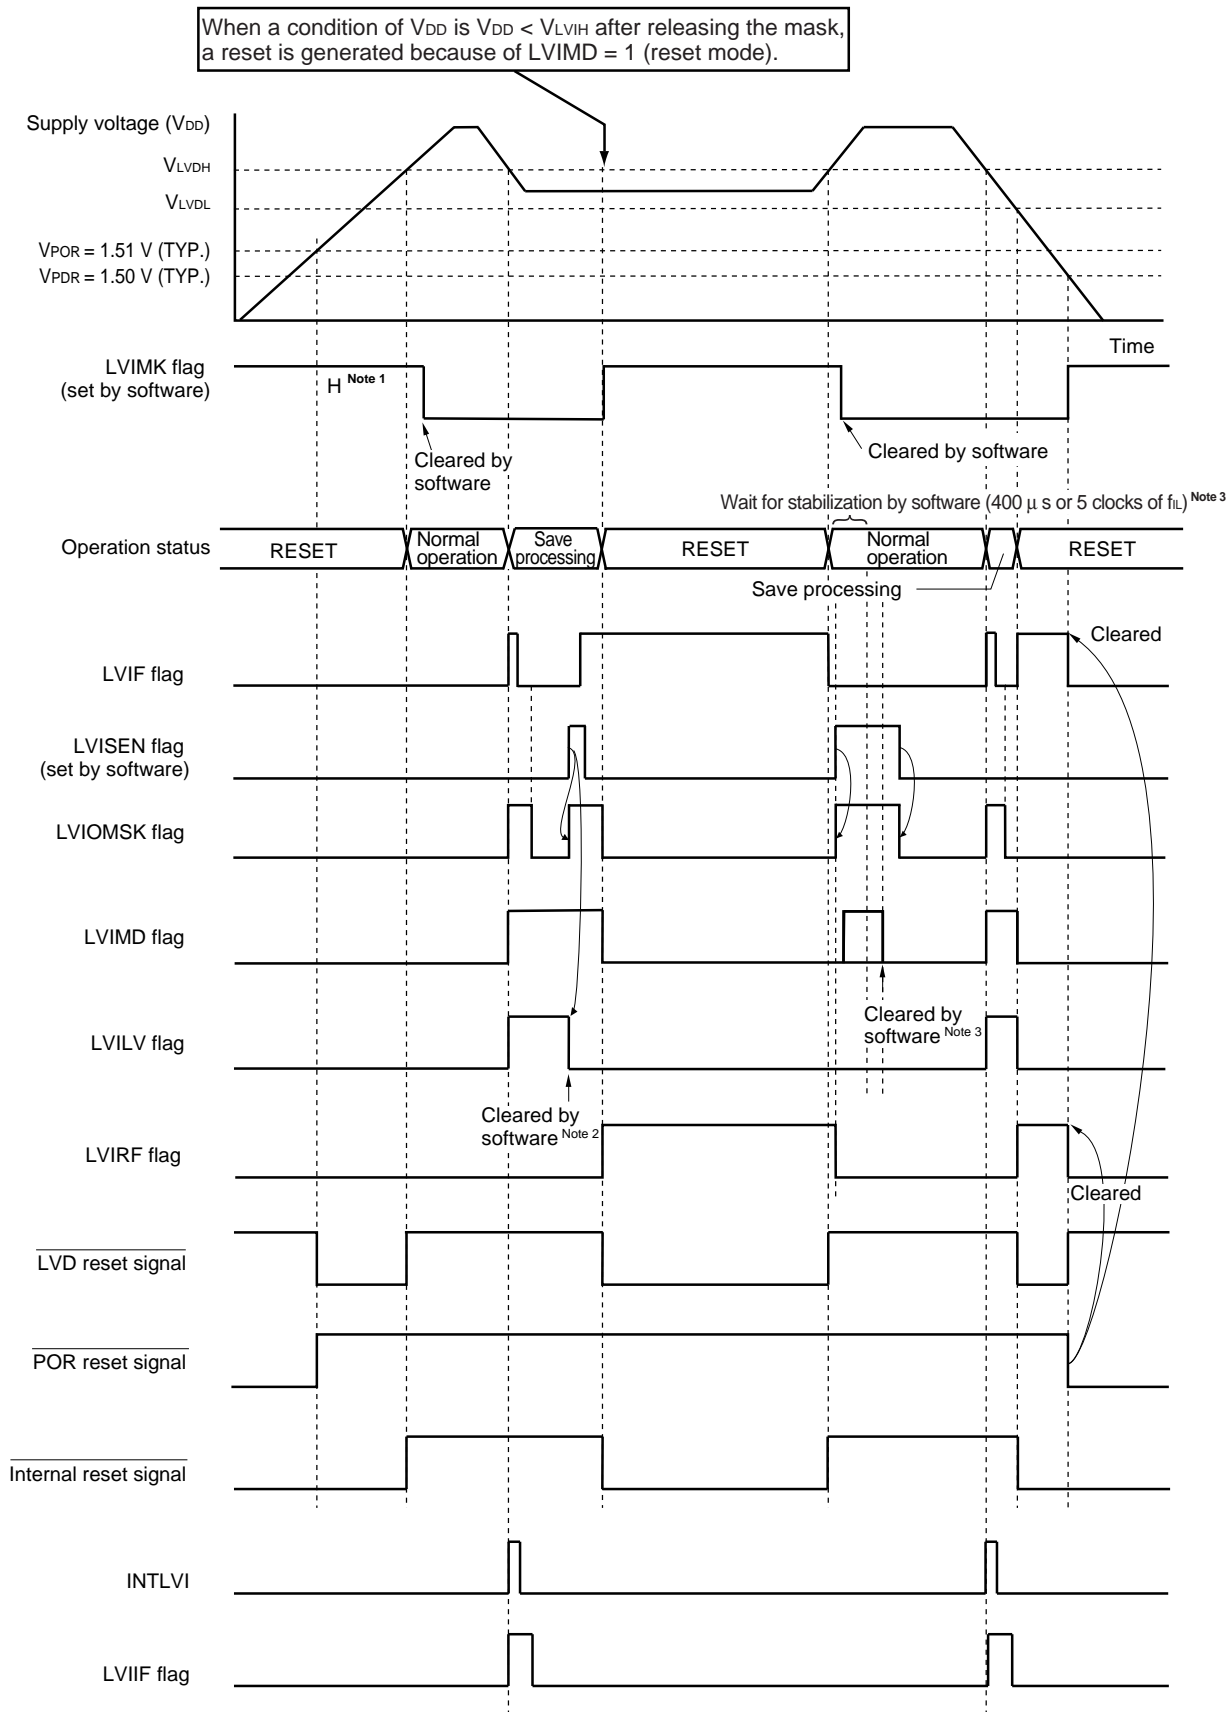 When a condition of VDD is VDD < VLVIH after releasing the mask,
a reset is generated because of LVIMD = 1 (reset mode).
Supply voltage (VDD)
VLVDH
VLVDL
VPOR = 1.51 V (TYP.)
VPDR = 1.50 V (TYP.)
Time
LVIMK flag
(set by software)
H Note 1
Cleared by
software
Cleared by software
Wait for stabilization by software (400 μ s or 5 clocks of fIL) Note 3
Operation status
RESET
Normal
operation
Save
processing
RESET
Normal
operation
RESET
Save processing
LVIF flag
Cleared
LVISEN flag
(set by software)
LVIOMSK flag
LVIMD flag
Cleared by
software Note 3
LVILV flag
Cleared by
software Note 2
LVIRF flag
Cleared
LVD reset signal
POR reset signal
Internal reset signal
INTLVI
LVIIF flag